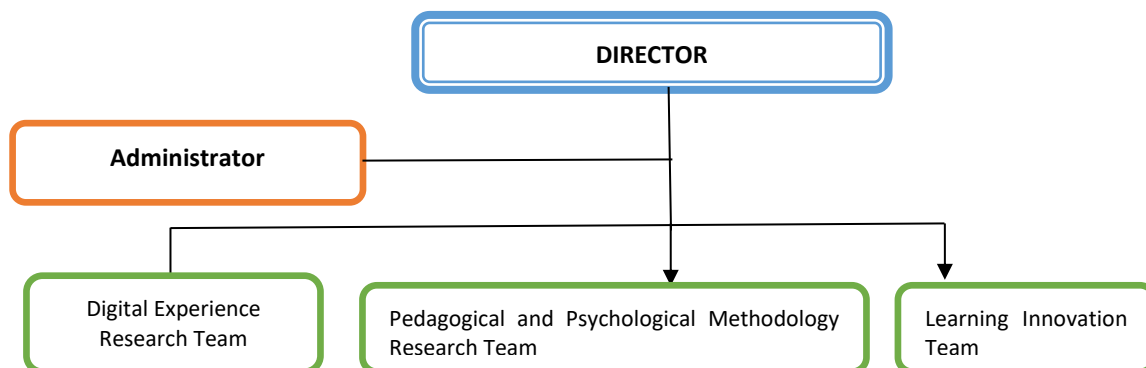 DIRECTOR
Administrator
Digital Experience
Research Team
Pedagogical and Psychological Methodology
Research Team
Learning Innovation
Team